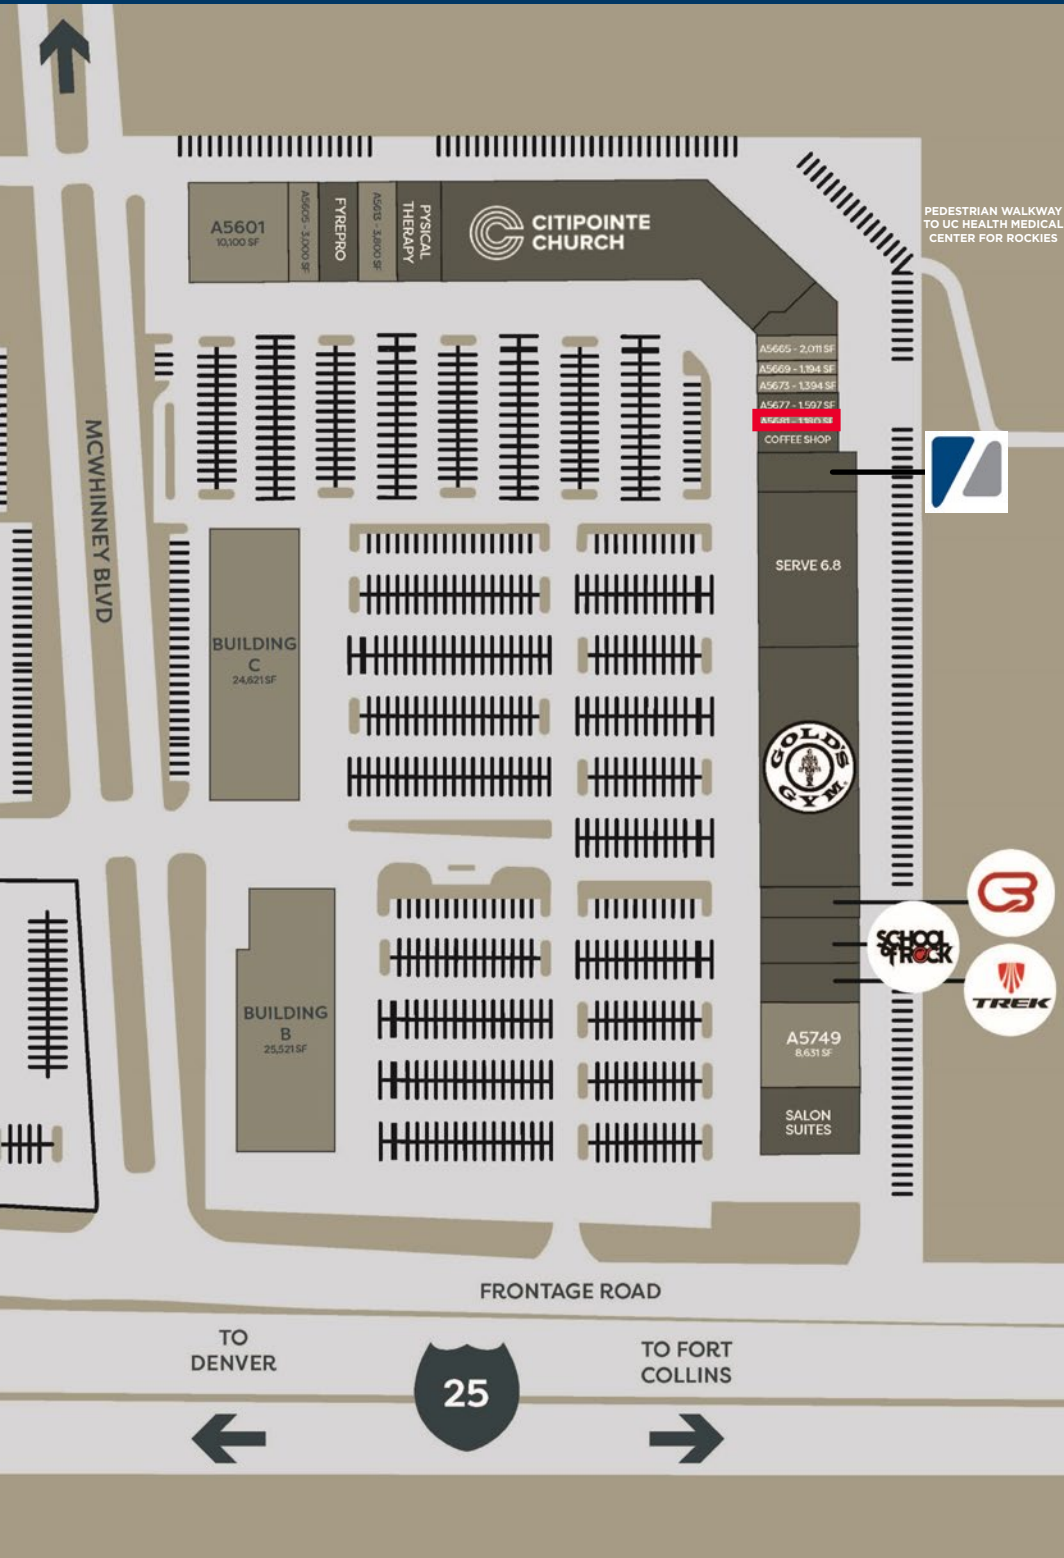 PEDESTRIAN WALKWAY
TO UC HEALTH MEDICAL
CENTER FOR ROCKIES
A5601
10,100 SF
A5605 - 3,000 SF
FYREPRO
A5613 - 3,800 SF
PYSICAL
THERAPY
CITIPOINTE
CHURCH
A5665 - 2,011 SF
A5669 - 1,194 SF
A5673 - 1,394 SF
A5677 - 1,597 SF
COFFEE SHOP
MCWHINNEY BLVD
SERVE 6.8
BUILDING
C
24,621 SF
GOLD'S
GYM
SCHOOL
of ROCK
TREK
BUILDING
B
25,521 SF
A5749
8,631 SF
SALON
SUITES
FRONTAGE ROAD
TO
DENVER
25
TO FORT
COLLINS